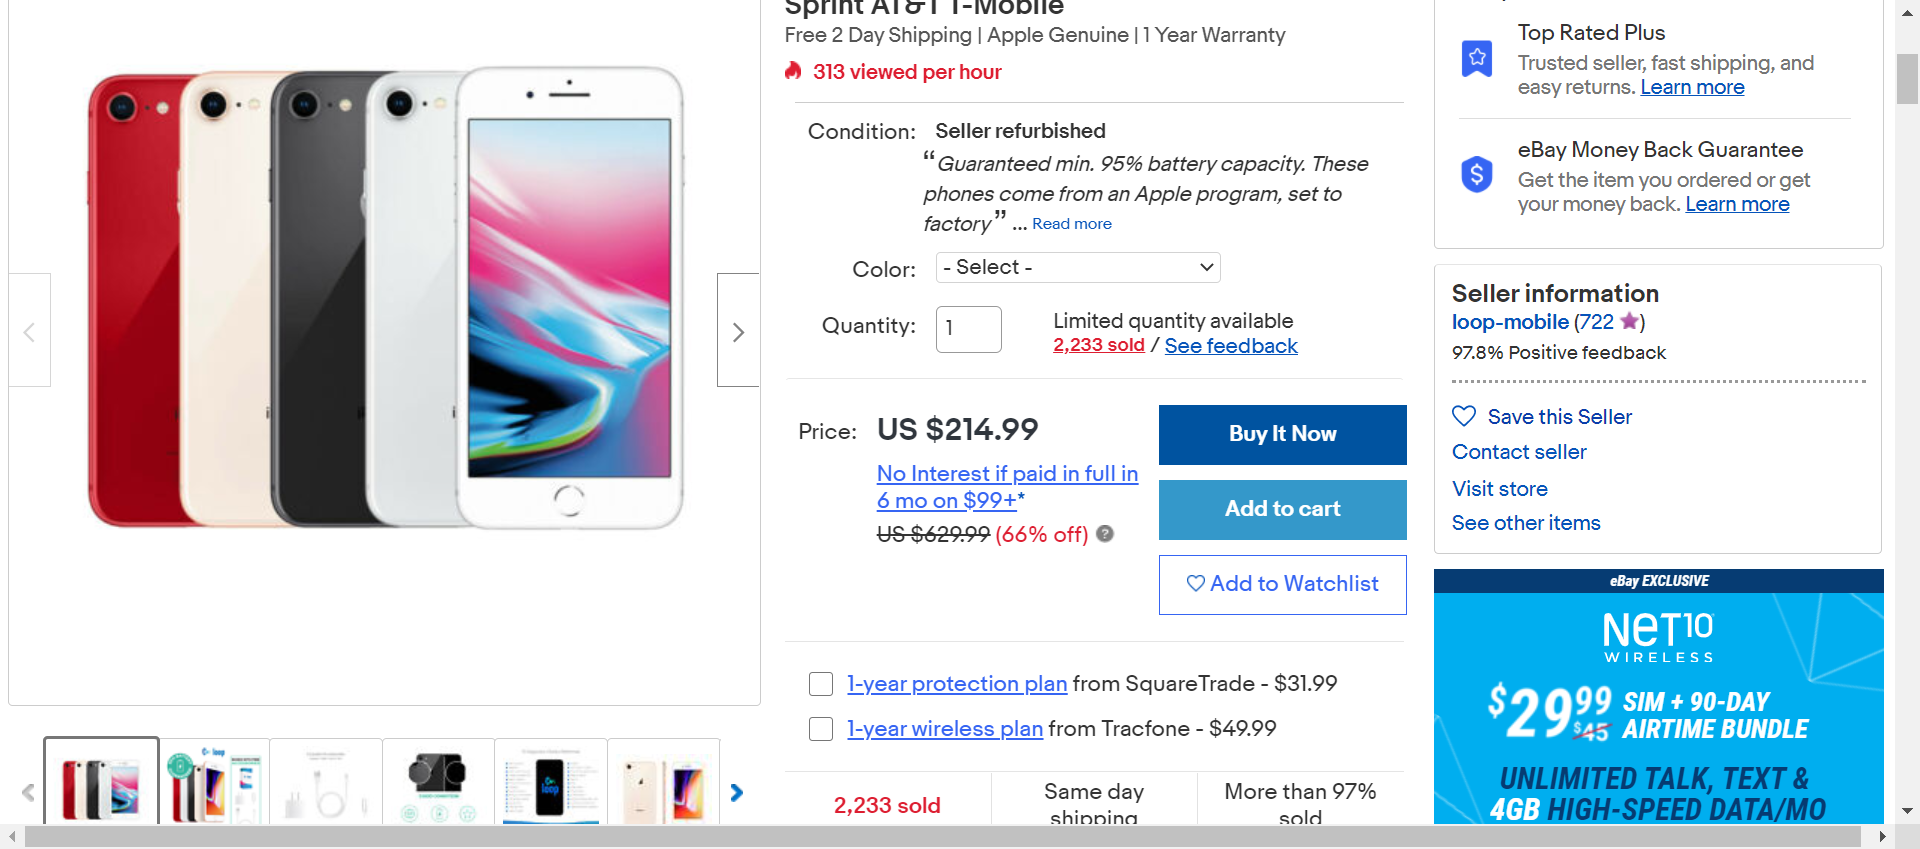 Sprint AT&T T-Mobile
Free 2 Day Shipping | Apple Genuine | 1 Year Warranty
313 viewed per hour
Condition: Seller refurbished
“Guaranteed min. 95% battery capacity. These
phones come from an Apple program, set to
factory” ... Read more
Color: - Select -
Quantity: 1
Limited quantity available
2,233 sold / See feedback
Price: US $214.99
No Interest if paid in full in
6 mo on $99+*
US $629.99 (66% off)
Buy It Now
Add to cart
Add to Watchlist
1-year protection plan from SquareTrade - $31.99
1-year wireless plan from Tracfone - $49.99
2,233 sold
Same day
shipping
More than 97%
sold
Top Rated Plus
Trusted seller, fast shipping, and
easy returns. Learn more
eBay Money Back Guarantee
Get the item you ordered or get
your money back. Learn more
Seller information
loop-mobile (722)
97.8% Positive feedback
Save this Seller
Contact seller
Visit store
See other items
eBay EXCLUSIVE
NET10
WIRELESS
$2999 SIM + 90-DAY
$45 AIRTIME BUNDLE
UNLIMITED TALK, TEXT &
4GB HIGH-SPEED DATA/MO
loop
loop